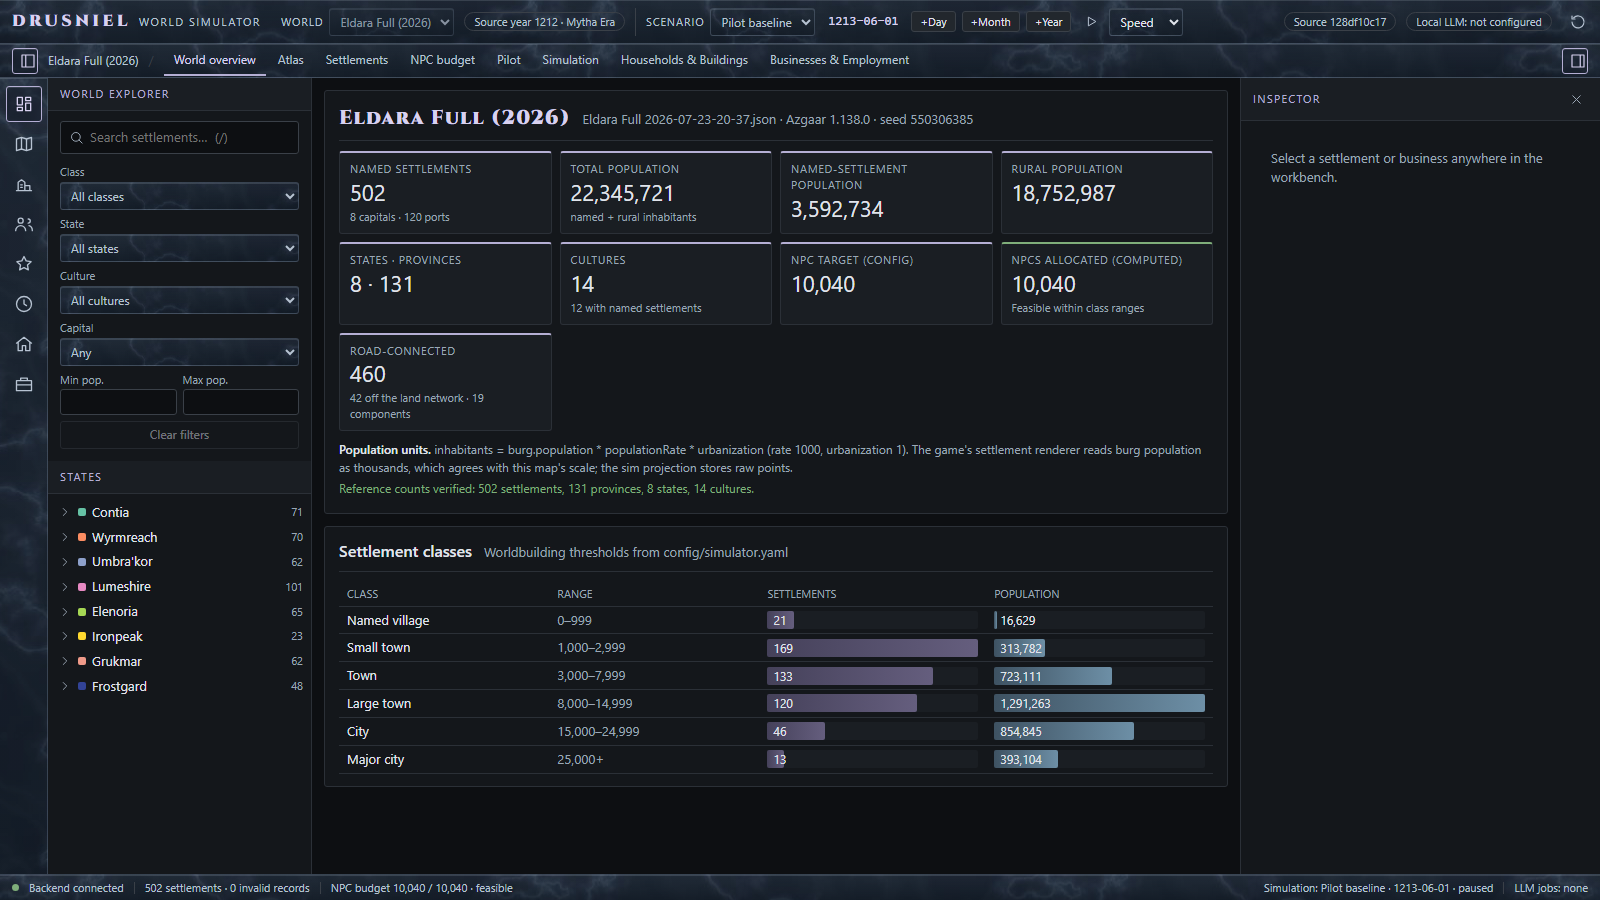 DRUSNIEL WORLD SIMULATOR WORLD Eldara Full (2026) Source year 1212 · Mytha Era SCENARIO Pilot baseline 1213-06-01 +Day +Month +Year Speed Source 128df10c17 Local LLM: not configured
Eldara Full (2026) / World overview Atlas Settlements NPC budget Pilot Simulation Households & Buildings Businesses & Employment
WORLD EXPLORER
Search settlements... (/)
Class
All classes
State
All states
Culture
All cultures
Capital
Any
Min pop. Max pop.
Clear filters
STATES
Contia 71
Wyrmreach 70
Umbra'kor 62
Lumeshire 101
Elenoria 65
Ironpeak 23
Grukmar 62
Frostgard 48
ELDARA FULL (2026) Eldara Full 2026-07-23-20-37.json · Azgaar 1.138.0 · seed 550306385
NAMED SETTLEMENTS
502
8 capitals · 120 ports
TOTAL POPULATION
22,345,721
named + rural inhabitants
NAMED-SETTLEMENT
POPULATION
3,592,734
RURAL POPULATION
18,752,987
STATES · PROVINCES
8 · 131
CULTURES
14
12 with named settlements
NPC TARGET (CONFIG)
10,040
NPCS ALLOCATED (COMPUTED)
10,040
Feasible within class ranges
ROAD-CONNECTED
460
42 off the land network · 19
components
Population units. inhabitants = burg.population * populationRate * urbanization (rate 1000, urbanization 1). The game's settlement renderer reads burg population
as thousands, which agrees with this map's scale; the sim projection stores raw points.
Reference counts verified: 502 settlements, 131 provinces, 8 states, 14 cultures.
Settlement classes Worldbuilding thresholds from config/simulator.yaml
CLASS RANGE SETTLEMENTS POPULATION
Named village 0–999 21 16,629
Small town 1,000–2,999 169 313,782
Town 3,000–7,999 133 723,111
Large town 8,000–14,999 120 1,291,263
City 15,000–24,999 46 854,845
Major city 25,000+ 13 393,104
INSPECTOR
Select a settlement or business anywhere in the
workbench.
Backend connected 502 settlements · 0 invalid records NPC budget 10,040 / 10,040 · feasible Simulation: Pilot baseline · 1213-06-01 · paused LLM jobs: none